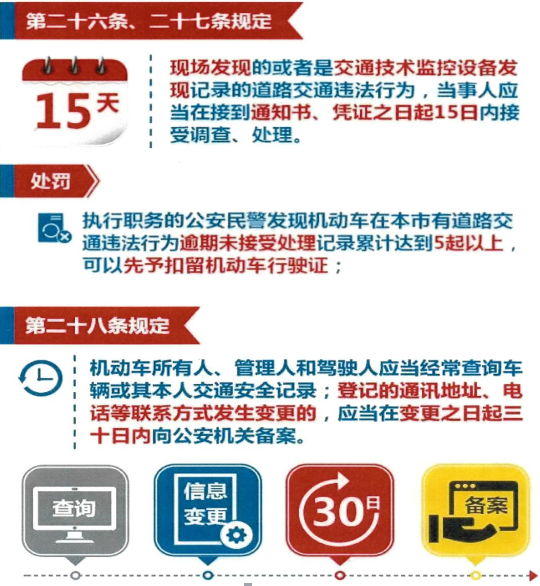 第二十六条、二十七条规定
15天
现场发现的或者是交通技术监控设备发
现记录的道路交通违法行为，当事人应
当在接到通知书、凭证之日起15日内接
受调查、处理。
处罚
执行职务的公安民警发现机动车在本市有道路交
通违法行为逾期未接受处理记录累计达到5起以上，
可以先予扣留机动车行驶证；
第二十八条规定
机动车所有人、管理人和驾驶人应当经常查询车
辆或其本人交通安全记录；登记的通讯地址、电
话等联系方式发生变更的，应当在变更之日起三
十日内向公安机关备案。
查询
信息
变更
30日
备案